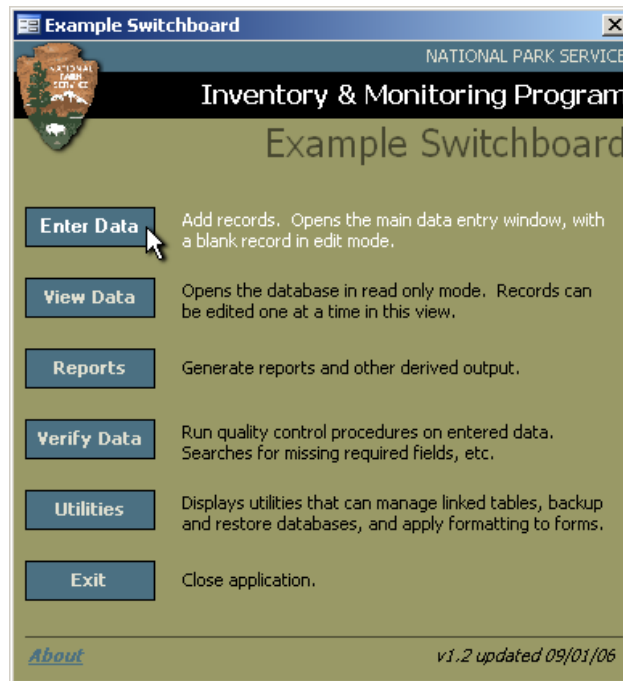 Example Switchboard
NATIONAL PARK SERVICE
NATIONAL
PARK
SERVICE
Inventory & Monitoring Program
Example Switchboard
Enter Data
Add records.  Opens the main data entry window, with
a blank record in edit mode.
View Data
Opens the database in read only mode.  Records can
be edited one at a time in this view.
Reports
Generate reports and other derived output.
Verify Data
Run quality control procedures on entered data.
Searches for missing required fields, etc.
Utilities
Displays utilities that can manage linked tables, backup
and restore databases, and apply formatting to forms.
Exit
Close application.
About
v1.2 updated 09/01/06